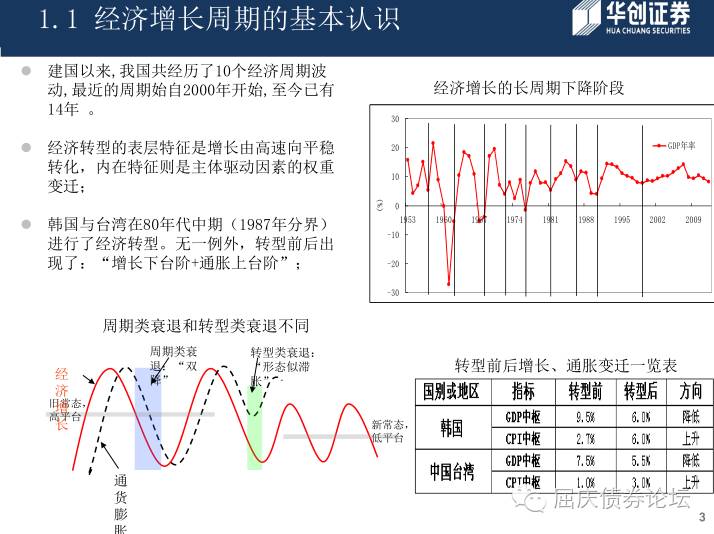 1.1 经济增长周期的基本认识
华创证券
HUA CHUANG SECURITIES
建国以来,我国共经历了10个经济周期波
动,最近的周期始自2000年开始,至今已有
14年 。
经济转型的表层特征是增长由高速向平稳
转化，内在特征则是主体驱动因素的权重
变迁；
韩国与台湾在80年代中期（1987年分界）
进行了经济转型。无一例外，转型前后出
现了：“增长下台阶+通胀上台阶”；
经济增长的长周期下降阶段
30
20
10
0
-10
-20
-30
(%)
GDP年率
1953 1960 1974 1981 1988 1995 2002 2009
周期类衰退和转型类衰退不同
经济增长
周期类衰
退：“双
降”
转型类衰退：
“形态似滞
胀”
旧常态，
高平台
新常态，
低平台
通货膨胀
转型前后增长、通胀变迁一览表
国别或地区 指标 转型前 转型后 方向
韩国 GDP中枢 9.5% 6.0% 降低
CPI中枢 2.7% 6.0% 上升
中国台湾 GDP中枢 7.5% 5.5% 降低
CPI中枢 1.0% 3.0% 上升
屈庆债券论坛
3